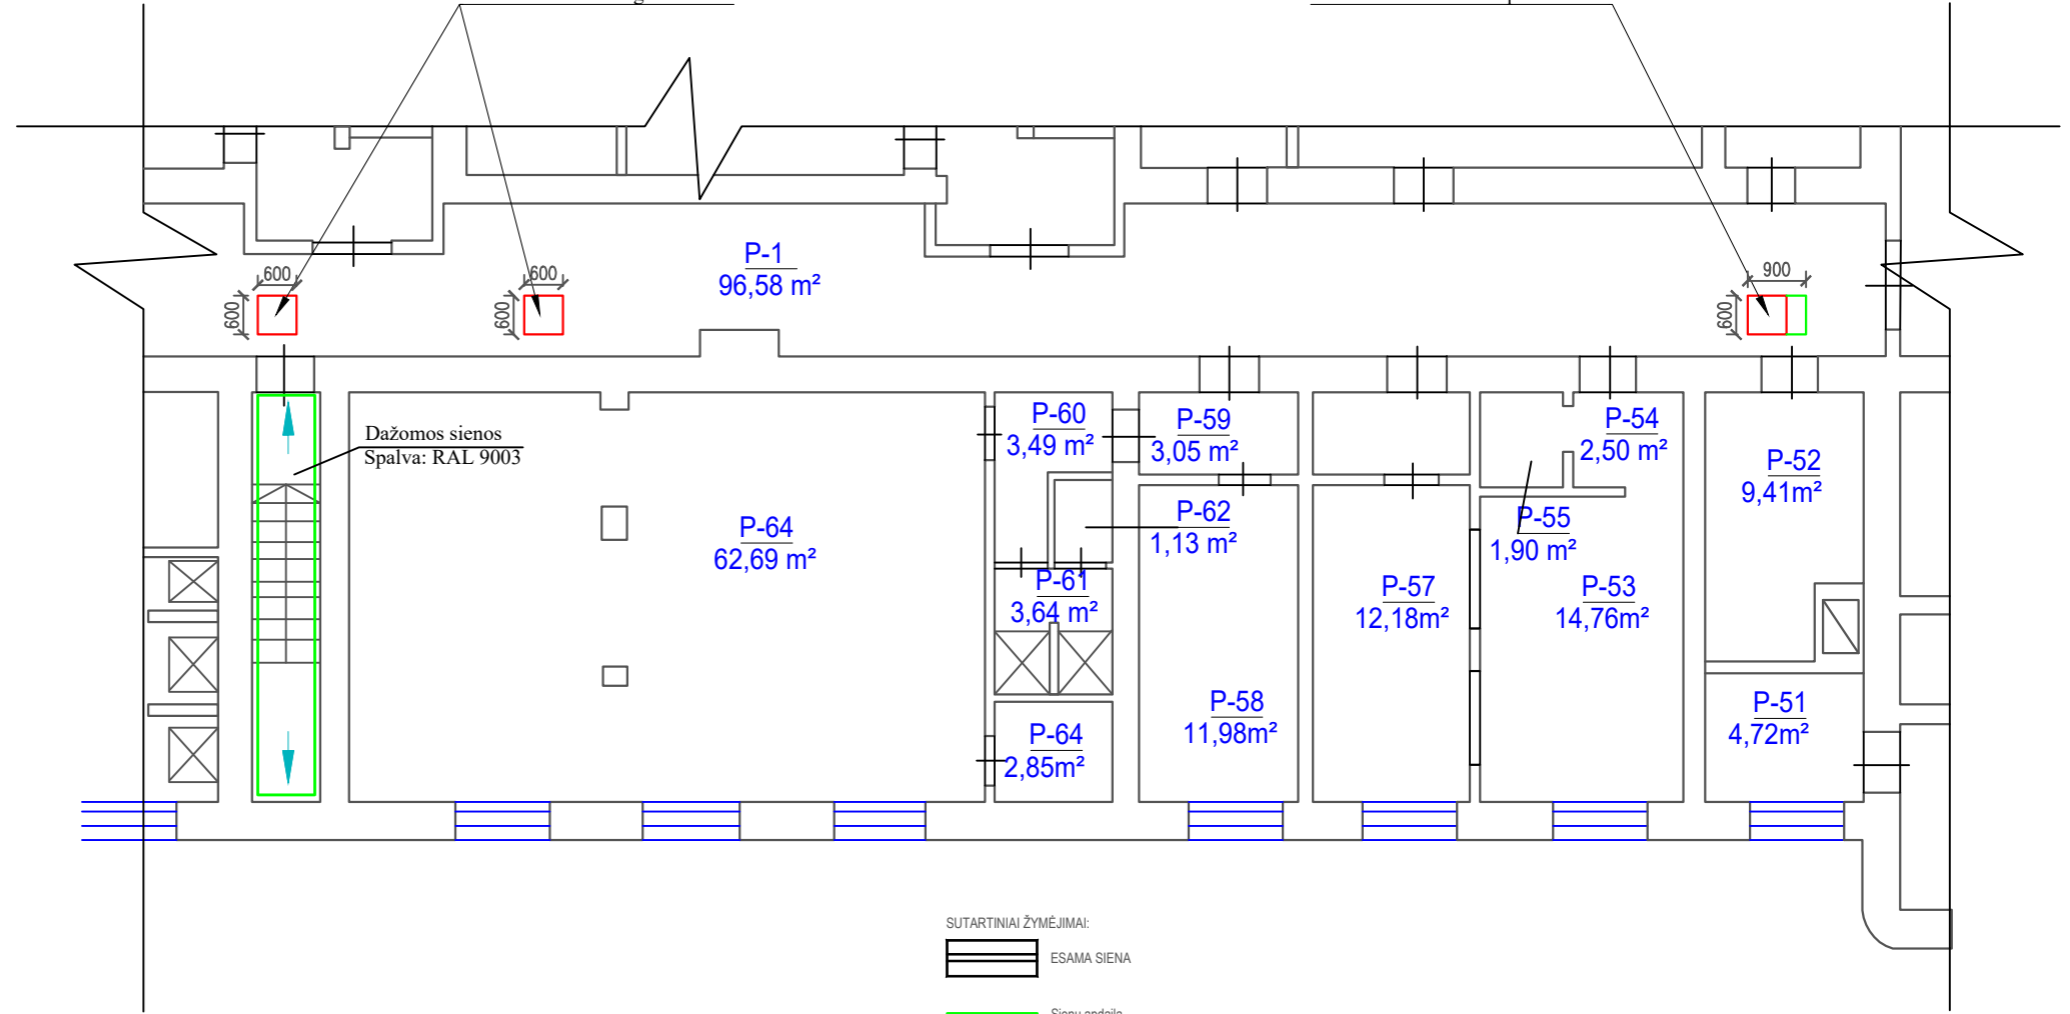 P-1
96,58 m²
600
600
600
600
900
600
Dažomos sienos
Spalva: RAL 9003
P-60
3,49 m²
P-59
3,05 m²
P-54
2,50 m²
P-52
9,41m²
P-64
62,69 m²
P-62
1,13 m²
P-55
1,90 m²
P-61
3,64 m²
P-57
12,18m²
P-53
14,76m²
P-58
11,98m²
P-51
4,72m²
P-64
2,85m²
SUTARTINIAI ŽYMĖJIMAI:
ESAMA SIENA